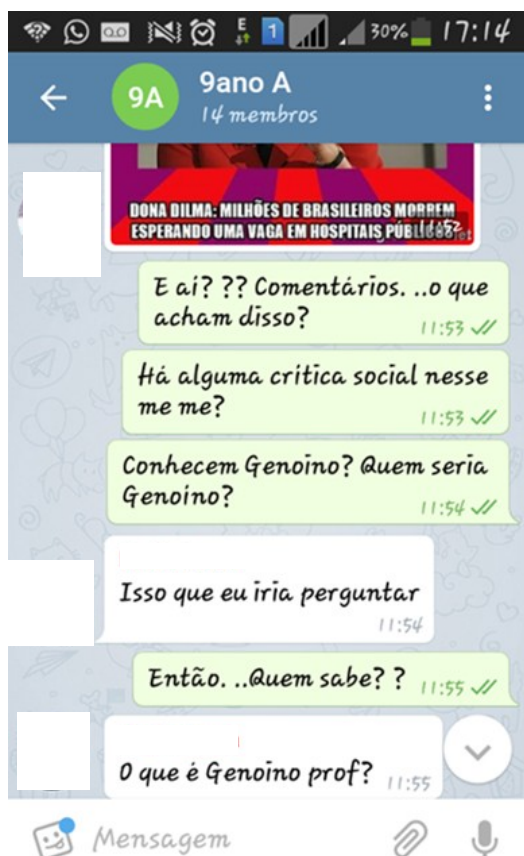 30% 17:14
9A 9ano A
14 membros
DONA DILMA: MILHÕES DE BRASILEIROS MORREM
ESPERANDO UMA VAGA EM HOSPITAIS
11:52
E aí? ?? Comentários. ..o que
acham disso?
11:53
Há alguma crítica social nesse
me me?
11:53
Conhecem Genoino? Quem seria
Genoíno?
11:54
Isso que eu iria perguntar
11:54
Então. ..Quem sabe? ?
11:55
O que é Genoino prof?
11:55
Mensagem